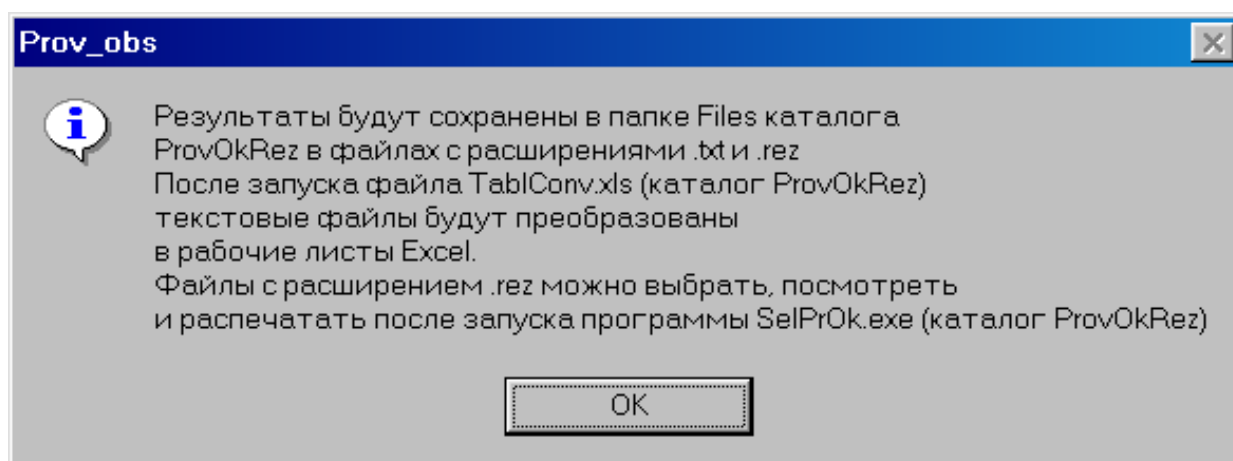 Prov_obs
Результаты будут сохранены в папке Files каталога
ProvOkRez в файлах с расширениями .txt и .rez
После запуска файла TablConv.xls (каталог ProvOkRez)
текстовые файлы будут преобразованы
в рабочие листы Excel.
Файлы с расширением .rez можно выбрать, посмотреть
и распечатать после запуска программы SelPrOk.exe (каталог ProvOkRez)
OK